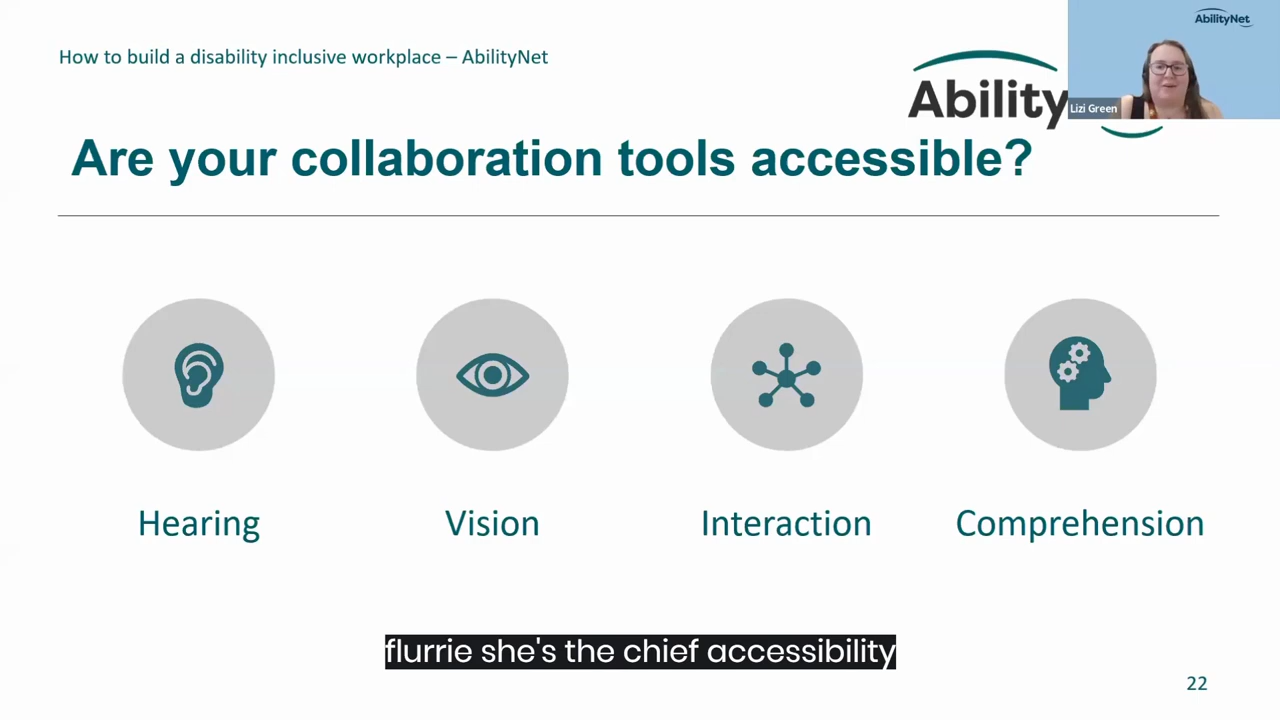 How to build a disability inclusive workplace – AbilityNet
AbilityNet
Ability
Lizi Green
Are your collaboration tools accessible?
Hearing
Vision
Interaction
Comprehension
flurrie she's the chief accessibility
22